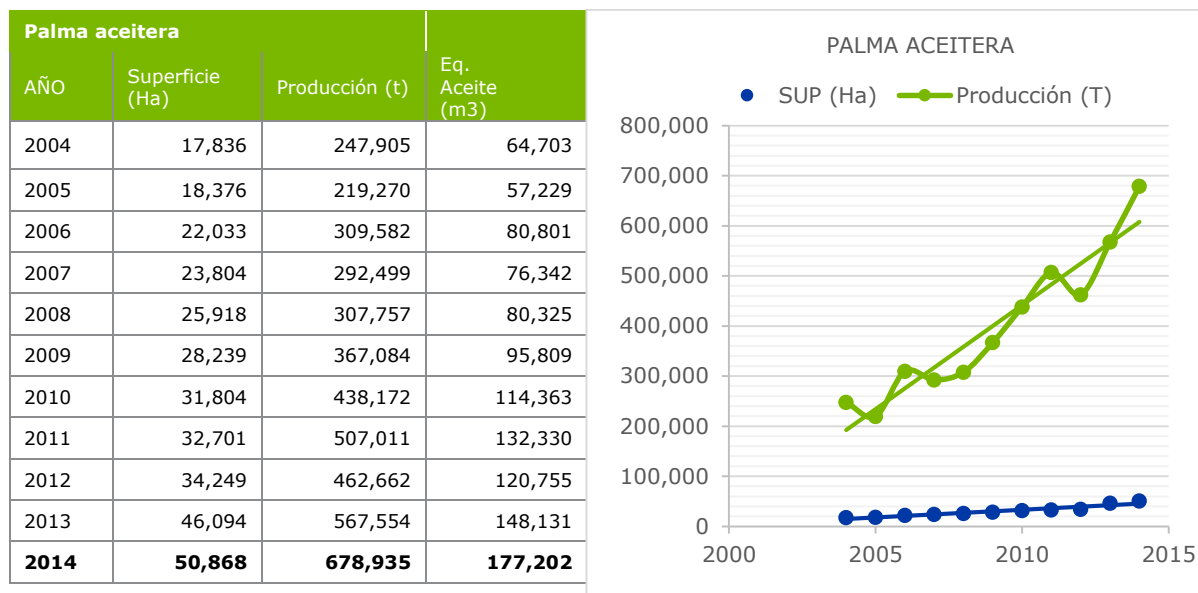 Palma aceitera
AÑO Superficie (Ha) Producción (t) Eq. Aceite (m3)
2004 17,836 247,905 64,703
2005 18,376 219,270 57,229
2006 22,033 309,582 80,801
2007 23,804 292,499 76,342
2008 25,918 307,757 80,325
2009 28,239 367,084 95,809
2010 31,804 438,172 114,363
2011 32,701 507,011 132,330
2012 34,249 462,662 120,755
2013 46,094 567,554 148,131
2014 50,868 678,935 177,202
PALMA ACEITERA
SUP (Ha) Producción (T)
800,000
700,000
600,000
500,000
400,000
300,000
200,000
100,000
0
2000 2005 2010 2015